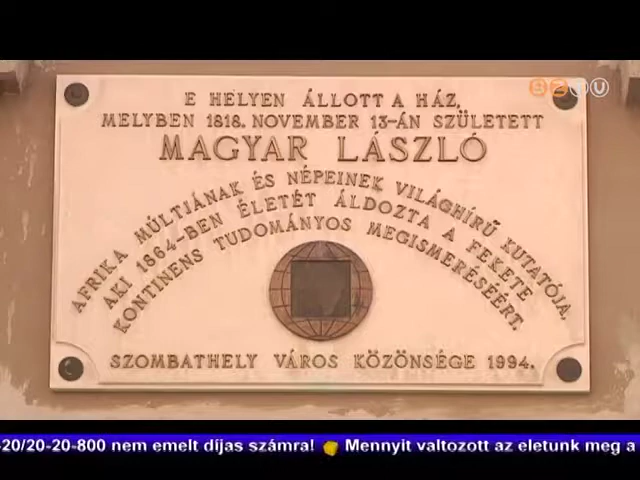 SZTV
E HELYEN ÁLLOTT A HÁZ,
MELYBEN 1818. NOVEMBER 13-ÁN SZÜLETETT
MAGYAR LÁSZLÓ
AFRIKA MÚLTJÁNAK ÉS NÉPEINEK VILÁGHÍRŰ KUTATÓJA,
AKI 1864-BEN ÉLETÉT ÁLDOZTA A FEKETE
KONTINENS TUDOMÁNYOS MEGISMERÉSÉÉRT.
SZOMBATHELY VÁROS KÖZÖNSÉGE 1994.
-20/20-20-800 nem emelt díjas számra! Mennyit valtozott az eletunk meg a